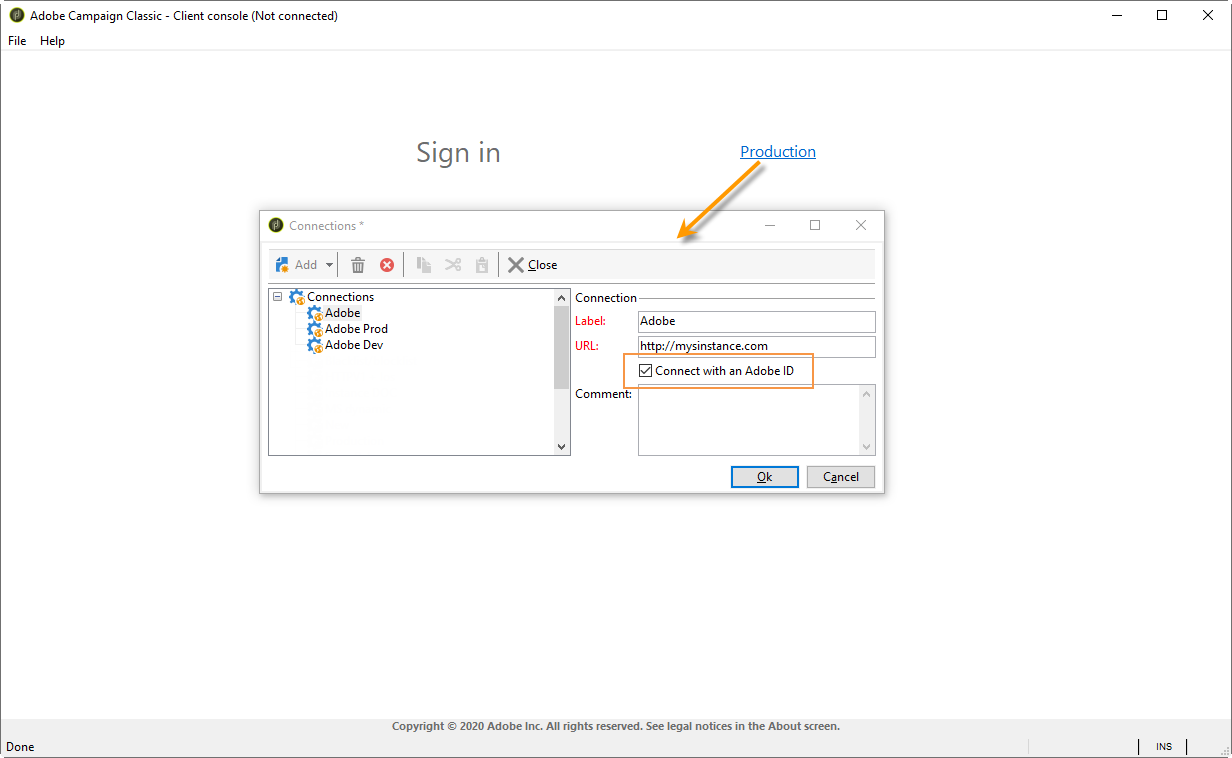 Adobe Campaign Classic - Client console (Not connected)
File Help
Sign in
Production
Connections *
Add
Close
Connections
Adobe
Adobe Prod
Adobe Dev
Connection
Label: Adobe
URL: http://mysinstance.com
Connect with an Adobe ID
Comment:
Ok Cancel
Copyright © 2020 Adobe Inc. All rights reserved. See legal notices in the About screen.
Done INS